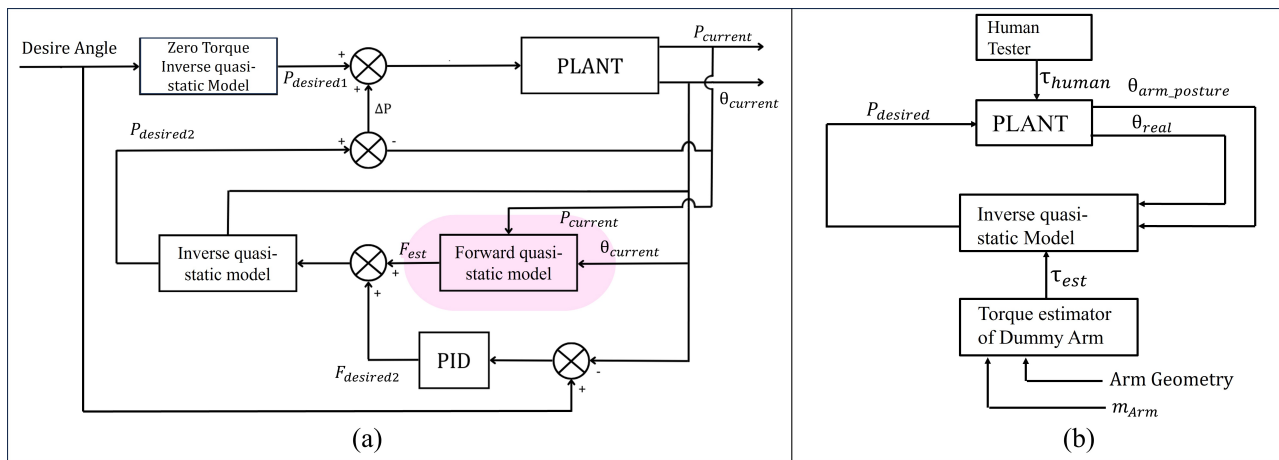 Desire Angle
Zero Torque
Inverse quasi-
static Model
P_desired1
+
+
ΔP
PLANT
P_current
θ_current
P_desired2
+
-
Inverse quasi-
static model
F_est
+
+
Forward quasi-
static model
P_current
θ_current
F_desired2
PID
-
+
(a)
Human
Tester
τ_human
θ_arm_posture
P_desired
PLANT
θ_real
Inverse quasi-
static Model
τ_est
Torque estimator
of Dummy Arm
Arm Geometry
m_Arm
(b)